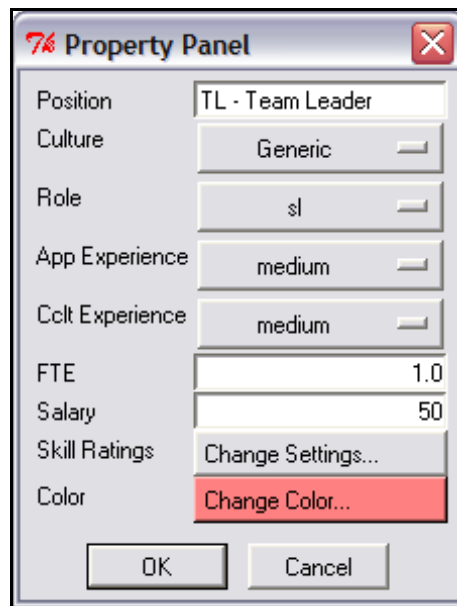 Property Panel
Position TL - Team Leader
Culture Generic
Role sl
App Experience medium
Cclt Experience medium
FTE 1.0
Salary 50
Skill Ratings Change Settings...
Color Change Color...
OK Cancel